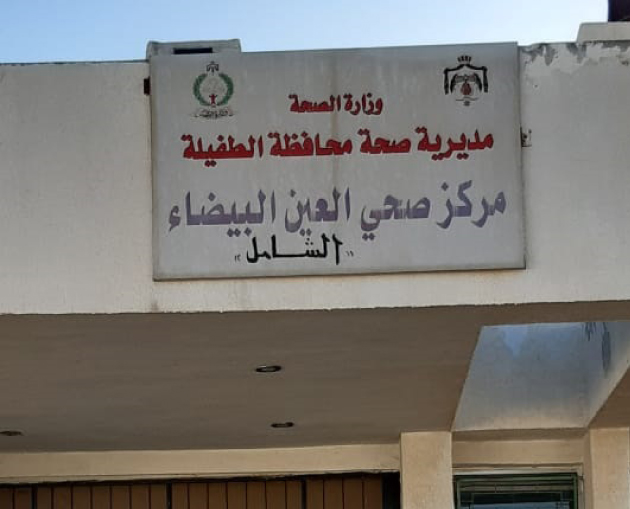 وزارة الصحة
مديرية صحة محافظة الطفيلة
مركز صحي العين البيضاء
"الشامل"